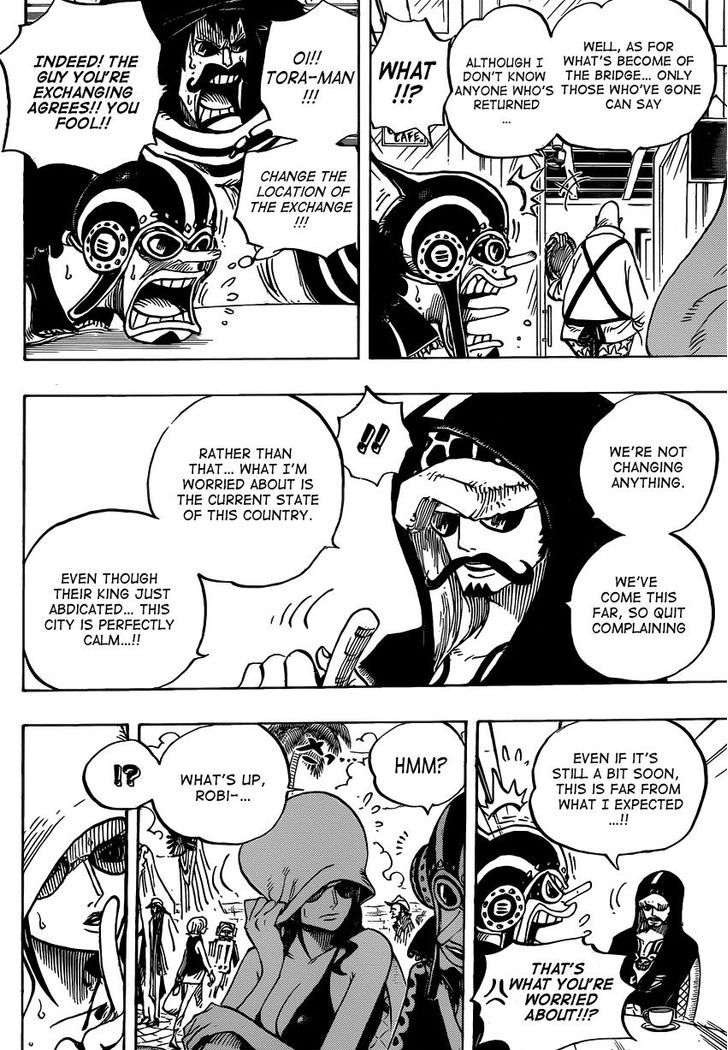 WELL, AS FOR
WHAT'S BECOME OF
THE BRIDGE... ONLY
THOSE WHO'VE GONE
CAN SAY
ALTHOUGH I
DON'T KNOW
ANYONE WHO'S
RETURNED
...
WHAT
!!?
CAFE
OI!!
TORA-MAN
!!!
INDEED! THE
GUY YOU'RE
EXCHANGING
AGREES!! YOU
FOOL!!
CHANGE THE
LOCATION OF
THE EXCHANGE
!!!
WE'RE NOT
CHANGING
ANYTHING.
WE'VE
COME THIS
FAR, SO QUIT
COMPLAINING
!!
RATHER THAN
THAT... WHAT I'M
WORRIED ABOUT IS
THE CURRENT STATE
OF THIS COUNTRY.
EVEN THOUGH
THEIR KING JUST
ABDICATED... THIS
CITY IS PERFECTLY
CALM...!!
EVEN IF IT'S
STILL A BIT SOON,
THIS IS FAR FROM
WHAT I EXPECTED
...!!
THAT'S
WHAT YOU'RE
WORRIED
ABOUT!!?
HMM?
WHAT'S UP,
ROBI-...
!?